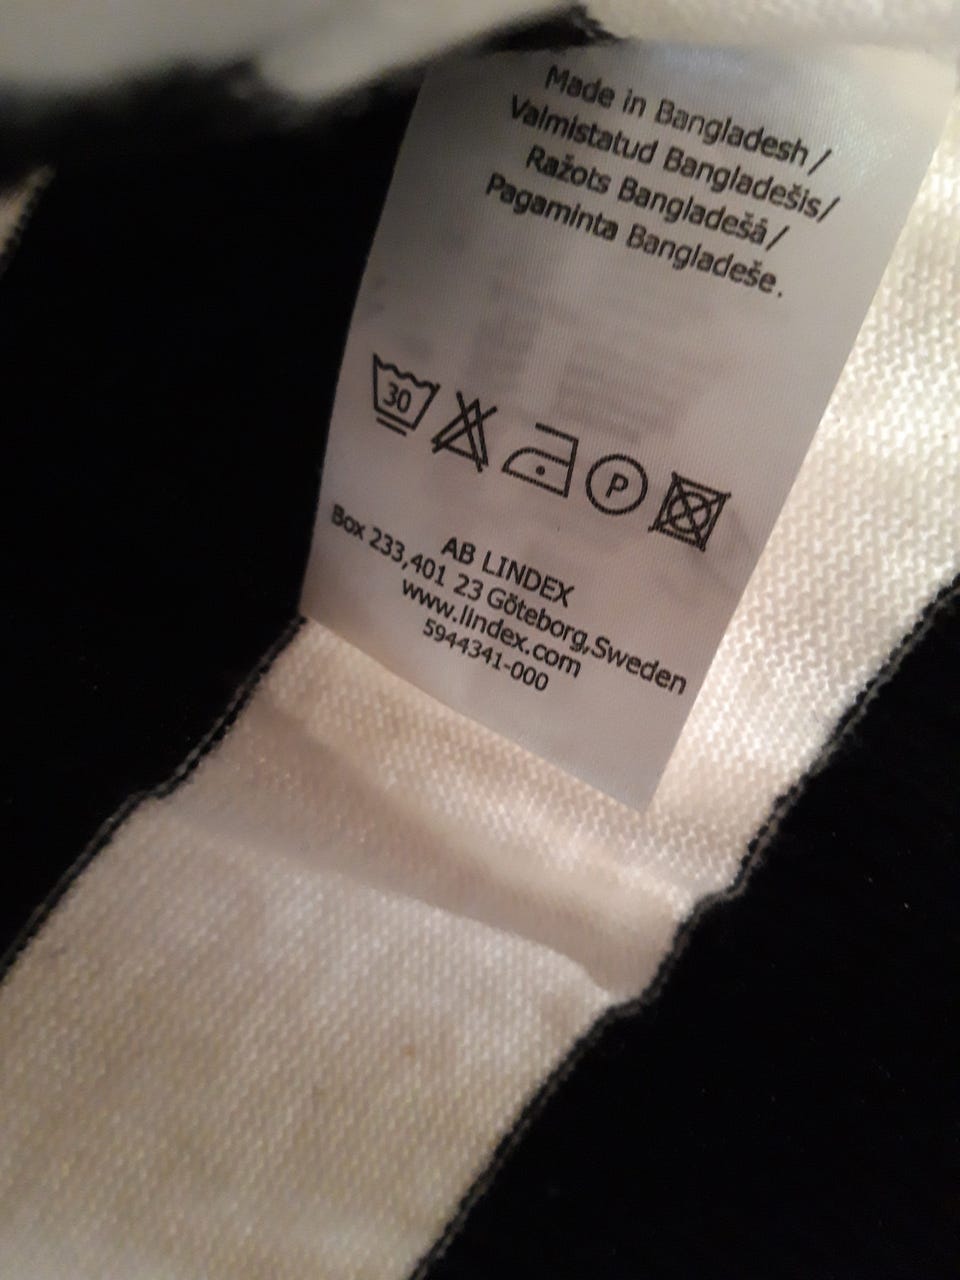 Made in Bangladesh /
Valmistatud Bangladešis/
Ražots Bangladešā/
Pagaminta Bangladeše.
30 P
AB LINDEX
Box 233,401 23 Göteborg,Sweden
www.lindex.com
5944341-000